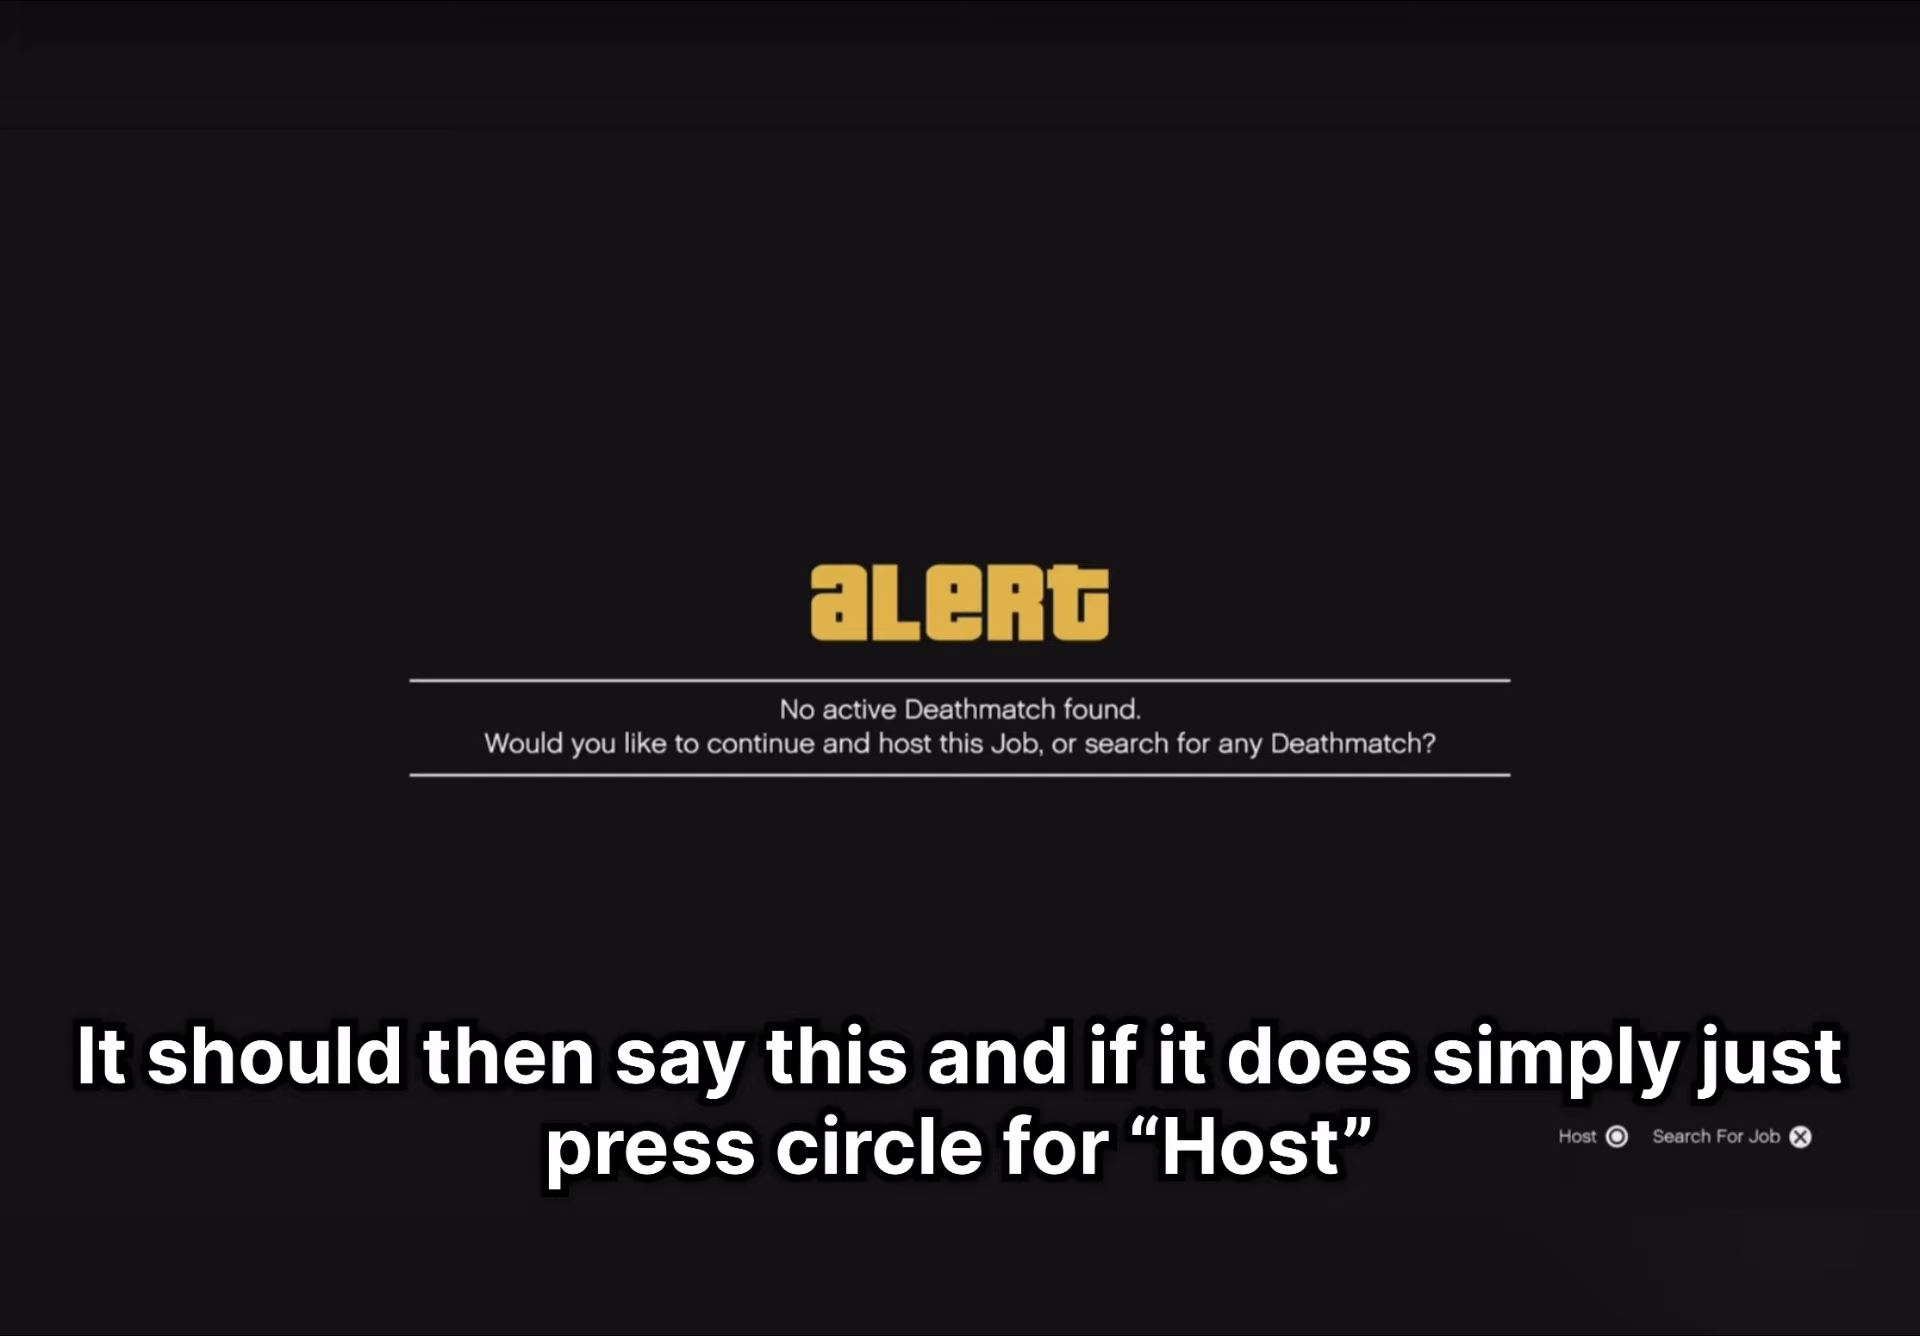 aLeRt
No active Deathmatch found.
Would you like to continue and host this Job, or search for any Deathmatch?
It should then say this and if it does simply just
press circle for “Host”
Host Search For Job